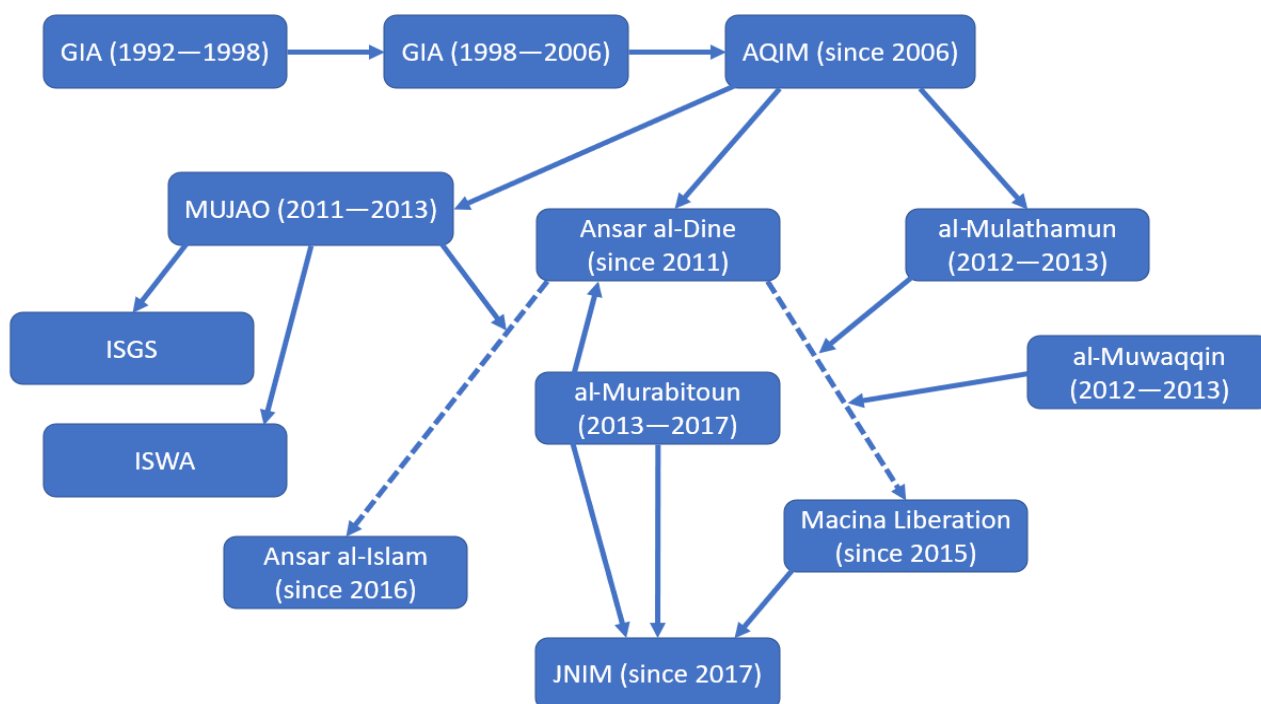 GIA (1992—1998)
GIA (1998—2006)
AQIM (since 2006)
MUJAO (2011—2013)
Ansar al-Dine
(since 2011)
al-Mulathamun
(2012—2013)
ISGS
al-Murabitoun
(2013—2017)
al-Muwaqqin
(2012—2013)
ISWA
Ansar al-Islam
(since 2016)
Macina Liberation
(since 2015)
JNIM (since 2017)